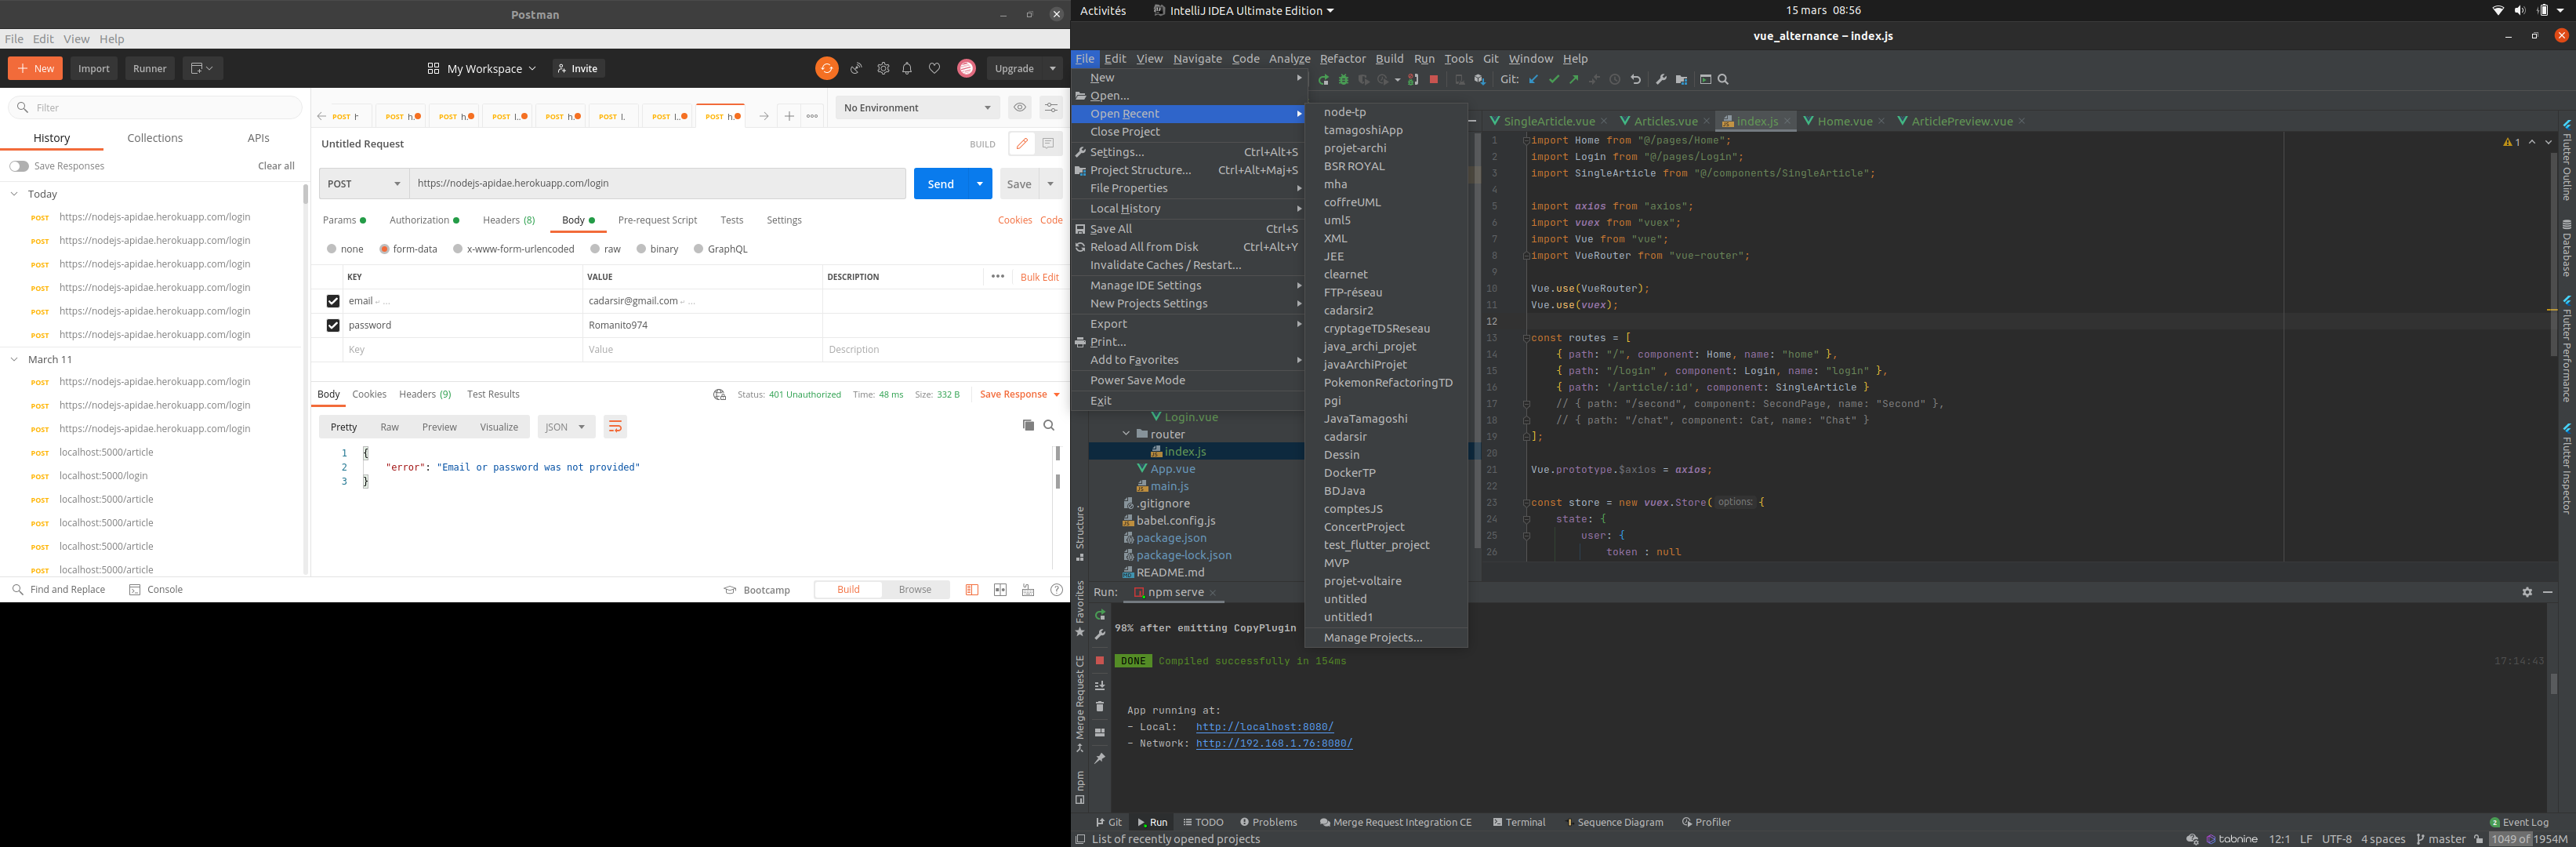 Postman
File Edit View Help
New Import Runner My Workspace Invite Upgrade
Filter
History Collections APIs
Save Responses Clear all
Today
POST https://nodejs-apidae.herokuapp.com/login
POST https://nodejs-apidae.herokuapp.com/login
POST https://nodejs-apidae.herokuapp.com/login
POST https://nodejs-apidae.herokuapp.com/login
POST https://nodejs-apidae.herokuapp.com/login
POST https://nodejs-apidae.herokuapp.com/login
March 11
POST https://nodejs-apidae.herokuapp.com/login
POST https://nodejs-apidae.herokuapp.com/login
POST https://nodejs-apidae.herokuapp.com/login
POST localhost:5000/article
POST localhost:5000/login
POST localhost:5000/article
POST localhost:5000/article
POST localhost:5000/article
POST localhost:5000/article
POST POST h. POST h. POST l.. POST h. POST l. POST l.. POST h. No Environment
Untitled Request BUILD
POST https://nodejs-apidae.herokuapp.com/login Send Save
Params Authorization Headers (8) Body Pre-request Script Tests Settings Cookies Code
none form-data x-www-form-urlencoded raw binary GraphQL
KEY VALUE DESCRIPTION Bulk Edit
email cadarsir@gmail.com
password Romanito974
Key Value Description
Body Cookies Headers (9) Test Results Status: 401 Unauthorized Time: 48 ms Size: 332 B Save Response
Pretty Raw Preview Visualize JSON
1 {
2 "error": "Email or password was not provided"
3 }
Find and Replace Console Bootcamp Build Browse
Activités IntelliJ IDEA Ultimate Edition 15 mars 08:56
vue_alternance – index.js
File Edit View Navigate Code Analyze Refactor Build Run Tools Git Window Help
Git:
New
Open...
Open Recent
Close Project
Settings... Ctrl+Alt+S
Project Structure... Ctrl+Alt+Maj+S
File Properties
Local History
Save All Ctrl+S
Reload All from Disk Ctrl+Alt+Y
Invalidate Caches / Restart...
Manage IDE Settings
New Projects Settings
Export
Print...
Add to Favorites
Power Save Mode
Exit
node-tp
tamagoshiApp
projet-archi
BSR ROYAL
mha
coffreUML
uml5
XML
JEE
clearnet
FTP-réseau
cadarsir2
cryptageTD5Reseau
java_archi_projet
javaArchiProjet
PokemonRefactoringTD
pgi
JavaTamagoshi
cadarsir
Dessin
DockerTP
BDJava
comptesJS
ConcertProject
test_flutter_project
MVP
projet-voltaire
untitled
untitled1
Manage Projects...
Login.vue
router
index.js
App.vue
main.js
.gitignore
babel.config.js
package.json
package-lock.json
README.md
SingleArticle.vue Articles.vue index.js Home.vue ArticlePreview.vue
1 import Home from "@/pages/Home"; 1
2 import Login from "@/pages/Login";
3 import SingleArticle from "@/components/SingleArticle";
4
5 import axios from "axios";
6 import vuex from "vuex";
7 import Vue from "vue";
8 import VueRouter from "vue-router";
9
10 Vue.use(VueRouter);
11 Vue.use(vuex);
12
13 const routes = [
14 { path: "/", component: Home, name: "home" },
15 { path: "/login" , component: Login, name: "login" },
16 { path: '/article/:id', component: SingleArticle }
17 // { path: "/second", component: SecondPage, name: "Second" },
18 // { path: "/chat", component: Cat, name: "Chat" }
19 ];
20
21 Vue.prototype.$axios = axios;
22
23 const store = new vuex.Store( options: {
24 state: {
25 user: {
26 token : null
Flutter Outline
Database
Flutter Performance
Flutter Inspector
Structure
Favorites
Merge Request CE
npm
Run: npm serve
98% after emitting CopyPlugin
DONE Compiled successfully in 154ms 17:14:43
App running at:
- Local: http://localhost:8080/
- Network: http://192.168.1.76:8080/
Git Run TODO Problems Merge Request Integration CE Terminal Sequence Diagram Profiler 2 Event Log
List of recently opened projects tabnine 12:1 LF UTF-8 4 spaces master 1049 of 1954M